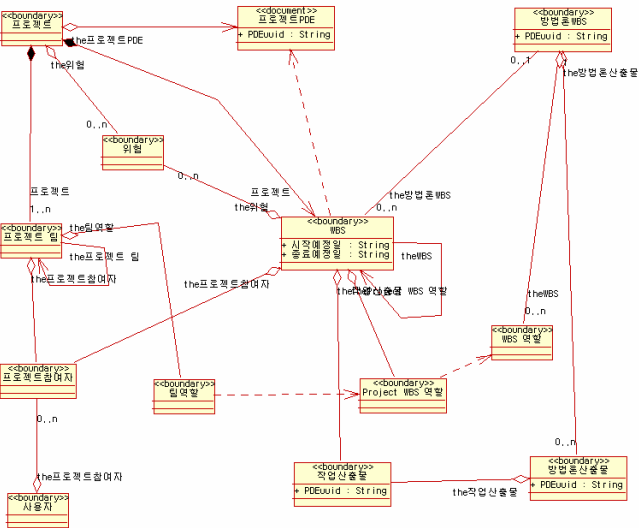 <<boundary>>
프로젝트
<<document>>
프로젝트PDE
+ PDEuuid : String
<<boundary>>
방법론WBS
+ PDEuuid : String
the프로젝트PDE
the위험
0..1
the방법론산출물
0..n
<<boundary>>
위험
0..n
프로젝트
1..n
프로젝트
the위험
the방법론WBS
0..n
<<boundary>>
WBS
+ 시작예정일 : String
+ 종료예정일 : String
<<boundary>>
프로젝트 팀
the팀역할
the프로젝트 팀
the프로젝트참여자
the프로젝트참여자
theWBS
WBS 역할
theWBS
0..n
<<boundary>>
WBS 역할
<<boundary>>
프로젝트참여자
<<boundary>>
팀역할
<<boundary>>
Project WBS 역할
0..n
0..n
<<boundary>>
작업산출물
+ PDEuuid : String
<<boundary>>
방법론산출물
+ PDEuuid : String
the프로젝트참여자
the작업산출물
<<boundary>>
사용자